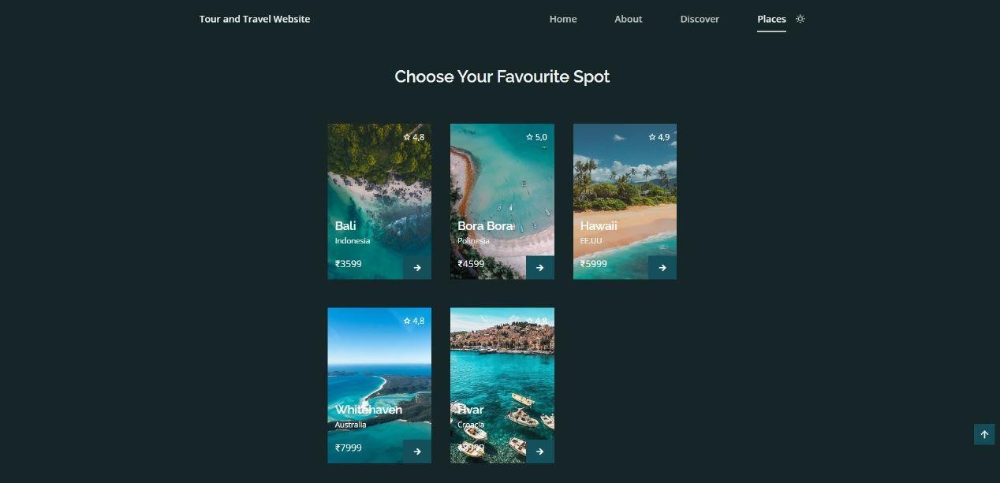 Tour and Travel Website
Home About Discover Places
Choose Your Favourite Spot
4,8
Bali
Indonesia
₹3599
5,0
Bora Bora
Polinesia
₹4599
4,9
Hawaii
EE.UU
₹5999
4,8
Whitehaven
Australia
₹7999
4,8
Hvar
Croacia